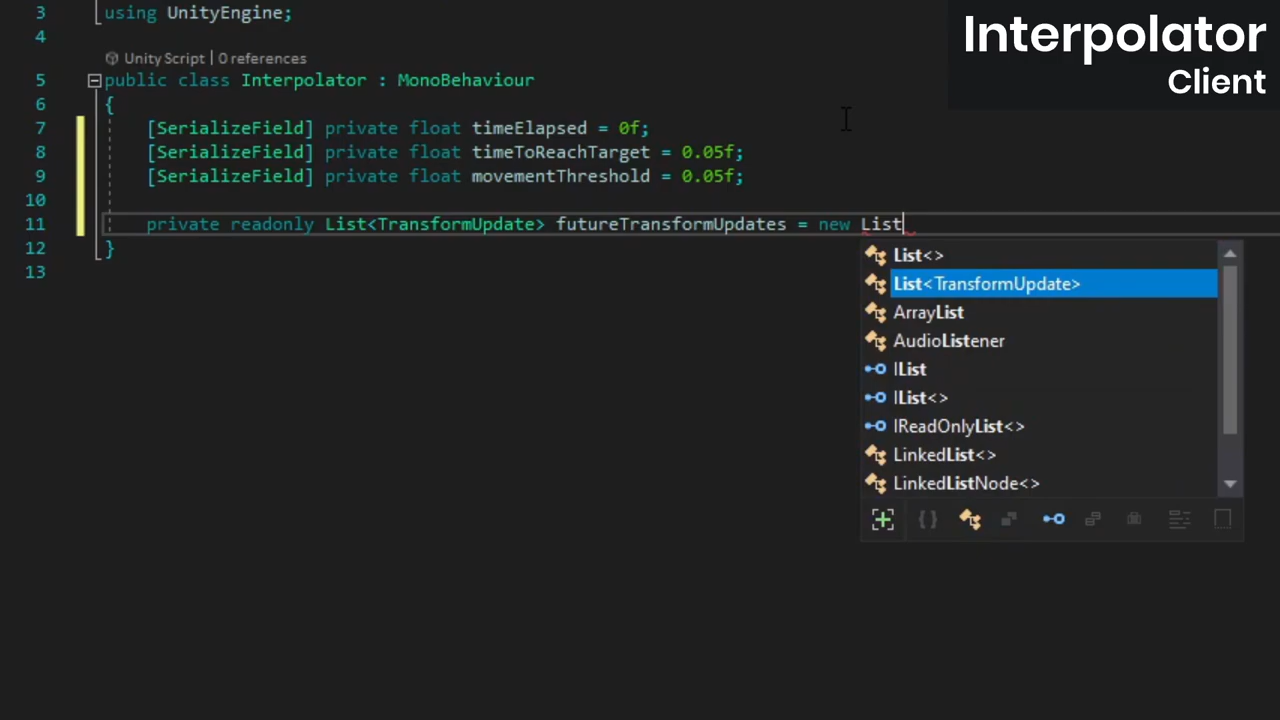 3 using UnityEngine;
Interpolator
4
Client
Unity Script | 0 references
5 public class Interpolator : MonoBehaviour
6 {
7 [SerializeField] private float timeElapsed = 0f;
8 [SerializeField] private float timeToReachTarget = 0.05f;
9 [SerializeField] private float movementThreshold = 0.05f;
10
11 private readonly List<TransformUpdate> futureTransformUpdates = new List
12 }
13
List<>
List<TransformUpdate>
ArrayList
AudioListener
IList
IList<>
IReadOnlyList<>
LinkedList<>
LinkedListNode<>